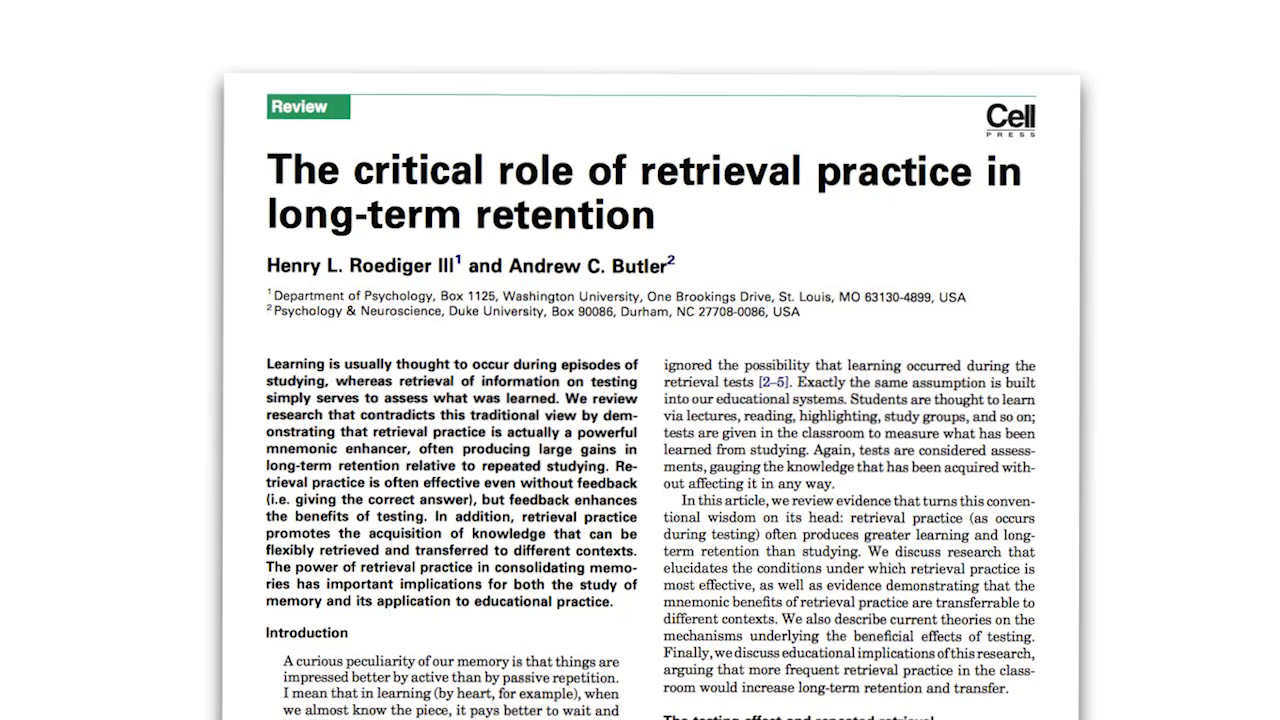 Review
Cell
PRESS
The critical role of retrieval practice in
long-term retention
Henry L. Roediger III1 and Andrew C. Butler2
1 Department of Psychology, Box 1125, Washington University, One Brookings Drive, St. Louis, MO 63130-4899, USA
2 Psychology & Neuroscience, Duke University, Box 90086, Durham, NC 27708-0086, USA
Learning is usually thought to occur during episodes of
studying, whereas retrieval of information on testing
simply serves to assess what was learned. We review
research that contradicts this traditional view by dem-
onstrating that retrieval practice is actually a powerful
mnemonic enhancer, often producing large gains in
long-term retention relative to repeated studying. Re-
trieval practice is often effective even without feedback
(i.e. giving the correct answer), but feedback enhances
the benefits of testing. In addition, retrieval practice
promotes the acquisition of knowledge that can be
flexibly retrieved and transferred to different contexts.
The power of retrieval practice in consolidating memo-
ries has important implications for both the study of
memory and its application to educational practice.
Introduction
A curious peculiarity of our memory is that things are
impressed better by active than by passive repetition.
I mean that in learning (by heart, for example), when
we almost know the piece, it pays better to wait and
ignored the possibility that learning occurred during the
retrieval tests [2–5]. Exactly the same assumption is built
into our educational systems. Students are thought to learn
via lectures, reading, highlighting, study groups, and so on;
tests are given in the classroom to measure what has been
learned from studying. Again, tests are considered assess-
ments, gauging the knowledge that has been acquired with-
out affecting it in any way.
In this article, we review evidence that turns this conven-
tional wisdom on its head: retrieval practice (as occurs
during testing) often produces greater learning and long-
term retention than studying. We discuss research that
elucidates the conditions under which retrieval practice is
most effective, as well as evidence demonstrating that the
mnemonic benefits of retrieval practice are transferrable to
different contexts. We also describe current theories on the
mechanisms underlying the beneficial effects of testing.
Finally, we discuss educational implications of this research,
arguing that more frequent retrieval practice in the class-
room would increase long-term retention and transfer.
The testing effect and repeated retrieval